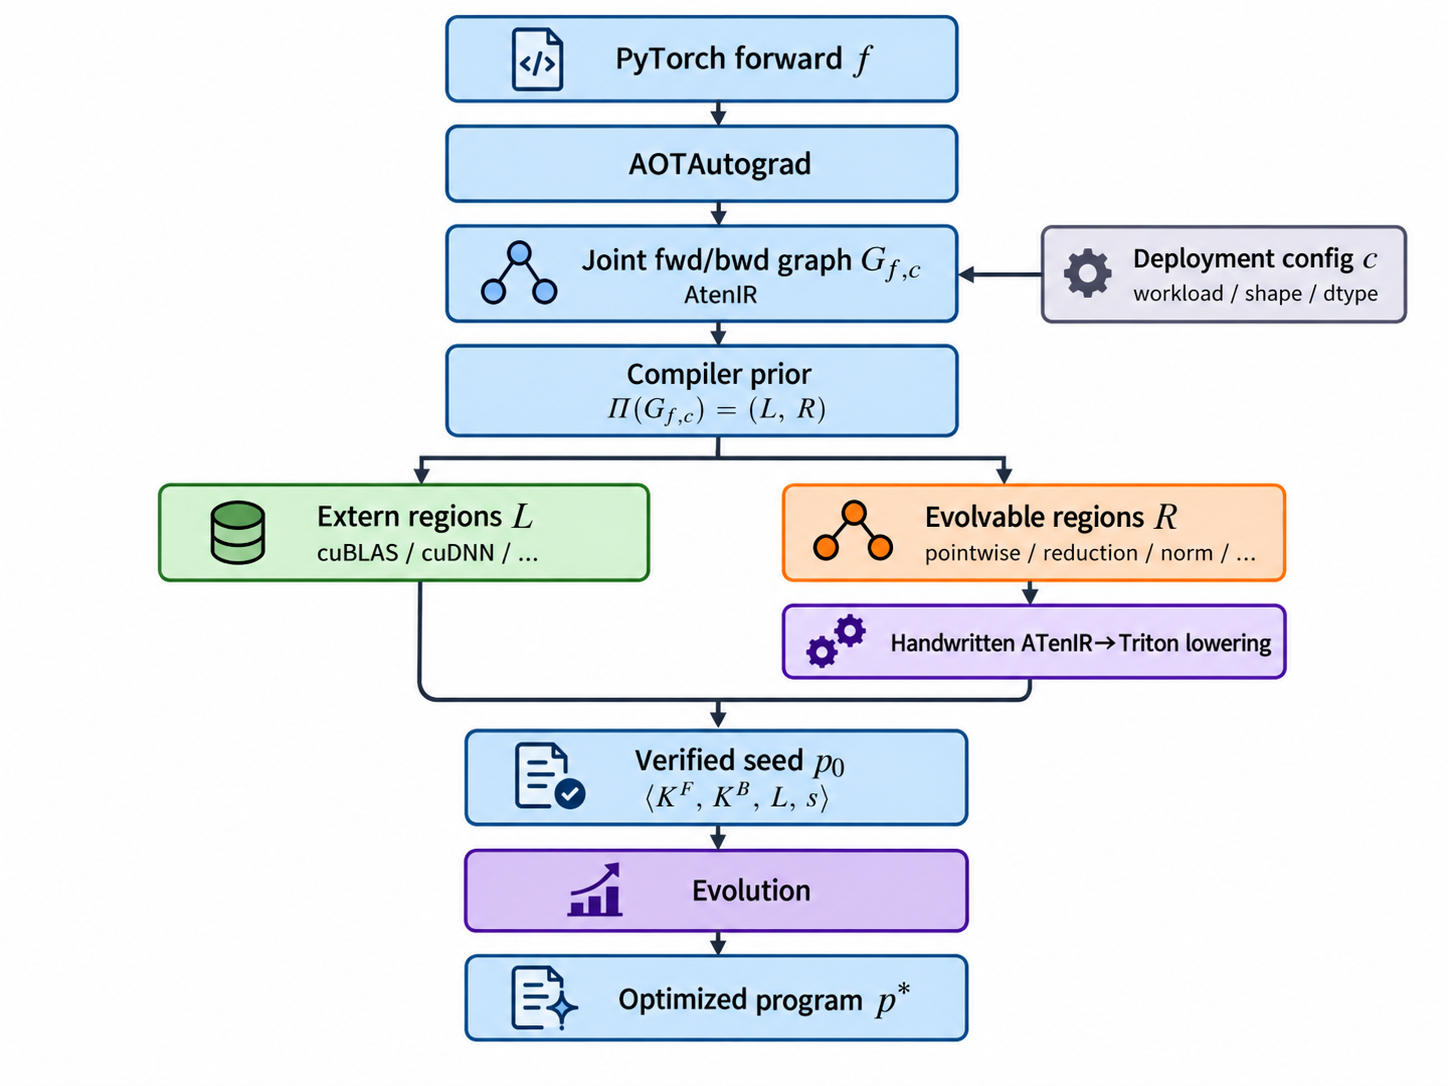 </>
PyTorch forward f
AOTAutograd
Joint fwd/bwd graph G_{f,c}
AtenIR
Deployment config c
workload / shape / dtype
Compiler prior
Π(G_{f,c}) = (L, R)
Extern regions L
cuBLAS / cuDNN / ...
Evolvable regions R
pointwise / reduction / norm / ...
Handwritten ATenIR→Triton lowering
Verified seed p₀
⟨K^F, K^B, L, s⟩
Evolution
Optimized program p*